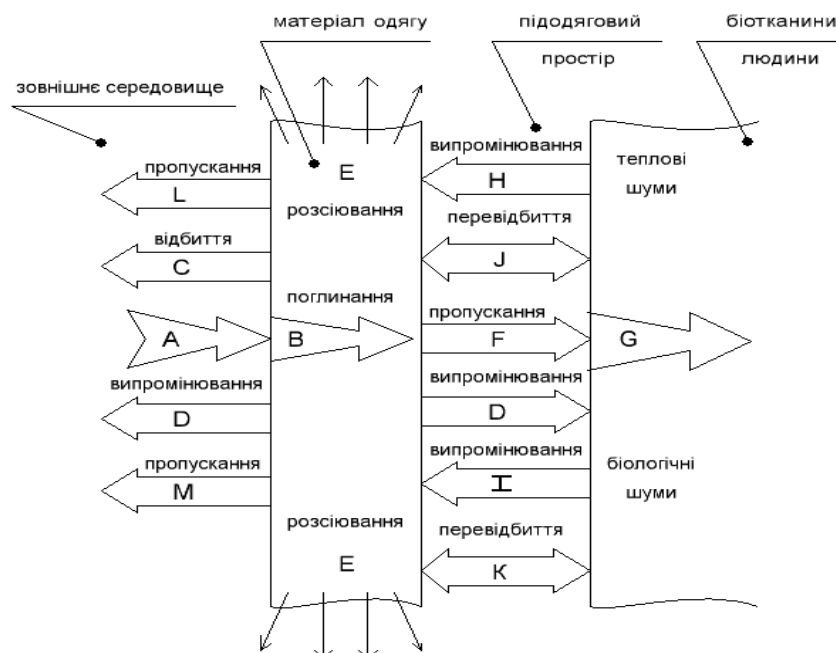 матеріал одягу
підодяговий
простір
біотканини
людини
зовнішнє середовище
пропускання
L
E
розсіювання
випромінювання
H
теплові
шуми
відбиття
C
перевідбиття
J
поглинання
пропускання
A
B
F
G
випромінювання
D
випромінювання
D
пропускання
M
випромінювання
I
біологічні
шуми
розсіювання
E
перевідбиття
K